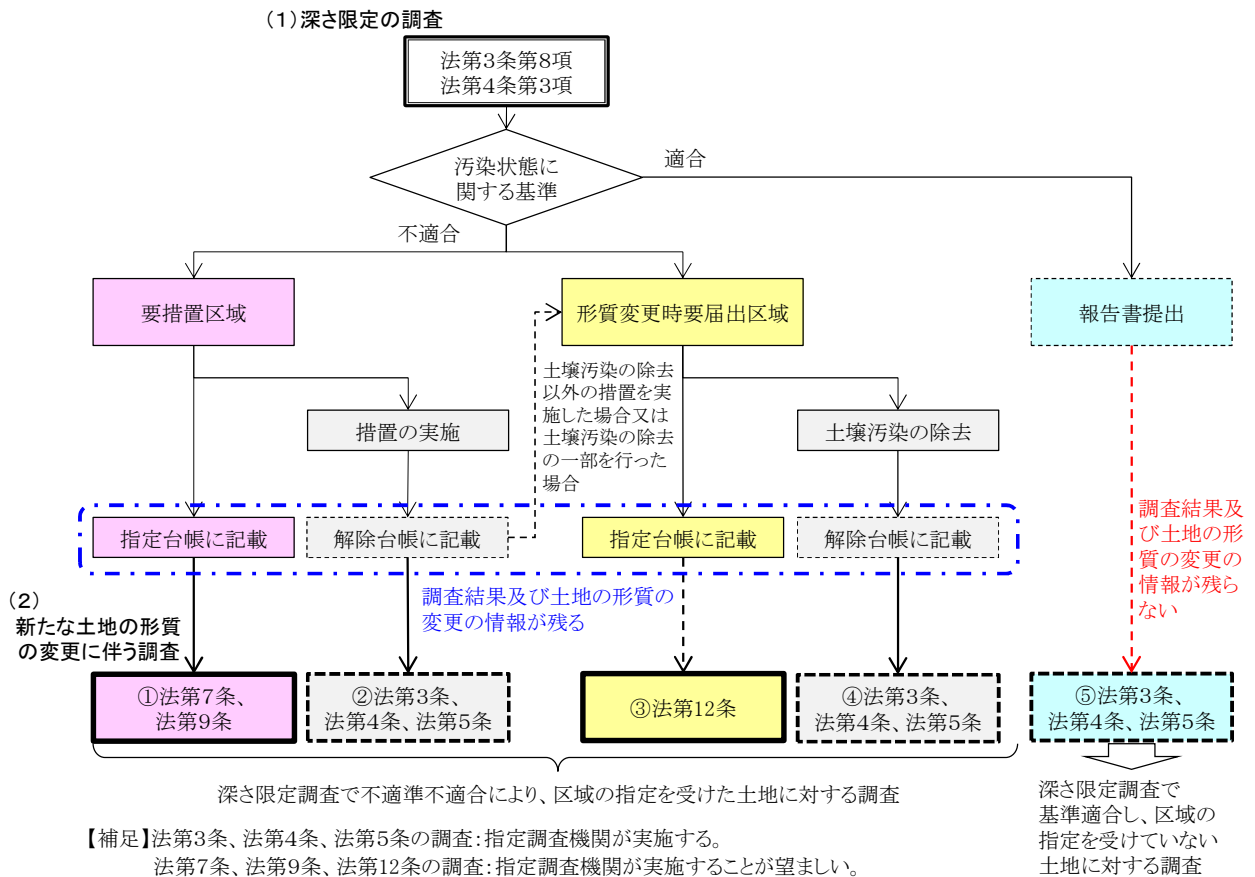 (1)深さ限定の調査
法第3条第8項
法第4条第3項
汚染状態に
関する基準
適合
不適合
要措置区域
形質変更時要届出区域
報告書提出
土壌汚染の除去
以外の措置を実
施した場合又は
土壌汚染の除去
の一部を行った
場合
措置の実施
土壌汚染の除去
指定台帳に記載
解除台帳に記載
指定台帳に記載
解除台帳に記載
調査結果及
び土地の形
質の変更の
情報が残ら
ない
調査結果及び土地の形質の
変更の情報が残る
(2)
新たな土地の形質
の変更に伴う調査
①法第7条、
法第9条
②法第3条、
法第4条、法第5条
③法第12条
④法第3条、
法第4条、法第5条
⑤法第3条、
法第4条、法第5条
深さ限定調査で不適準不適合により、区域の指定を受けた土地に対する調査
深さ限定調査で
基準適合し、区域の
指定を受けていない
土地に対する調査
【補足】法第3条、法第4条、法第5条の調査:指定調査機関が実施する。
法第7条、法第9条、法第12条の調査:指定調査機関が実施することが望ましい。